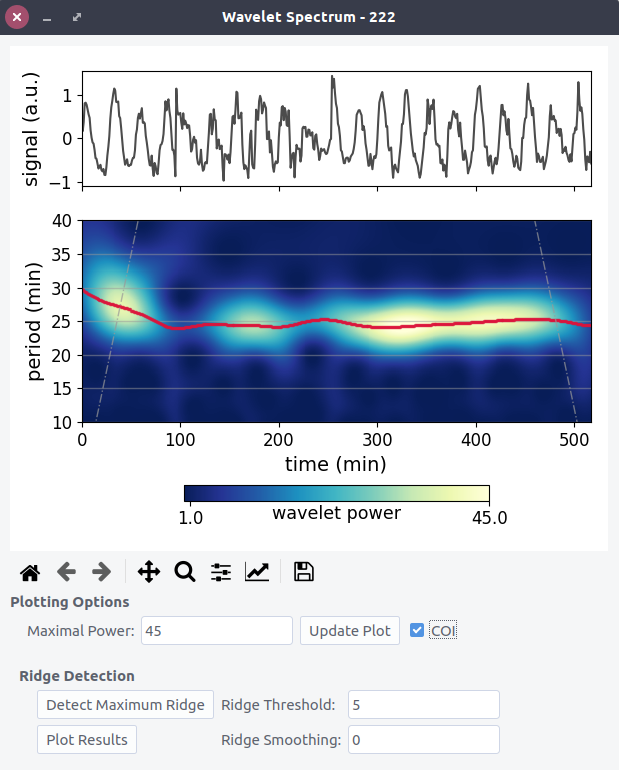 Wavelet Spectrum - 222
signal (a.u.)
1
0
−1
period (min)
40
35
30
25
20
15
10
0 100 200 300 400 500
time (min)
1.0 wavelet power 45.0
Plotting Options
Maximal Power: 45 Update Plot COI
Ridge Detection
Detect Maximum Ridge Ridge Threshold: 5
Plot Results Ridge Smoothing: 0